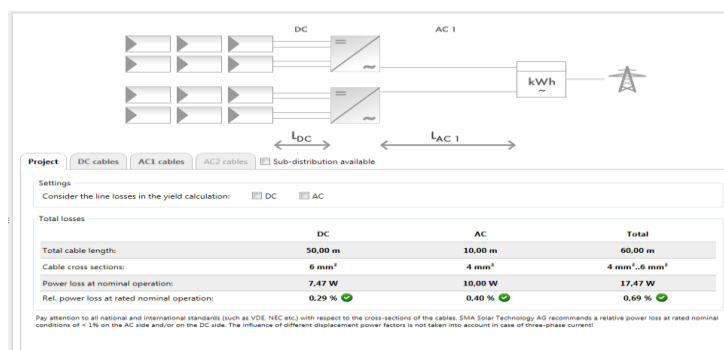 DC AC 1
kWh
~
L DC L AC 1
Project DC cables AC1 cables AC2 cables Sub-distribution available
Settings
Consider the line losses in the yield calculation: DC AC
Total losses
DC AC Total
Total cable length: 50,00 m 10,00 m 60,00 m
Cable cross sections: 6 mm² 4 mm² 4 mm²..6 mm²
Power loss at nominal operation: 7,47 W 10,00 W 17,47 W
Rel. power loss at rated nominal operation: 0,29 % 0,40 % 0,69 %
Pay attention to all national and international standards (such as VDE, NEC etc.) with respect to the cross-sections of the cables. SMA Solar Technology AG recommends a relative power loss at rated nominal
conditions of < 1% on the AC side and/or on the DC side. The influence of different displacement power factors is not taken into account in case of three-phase current!